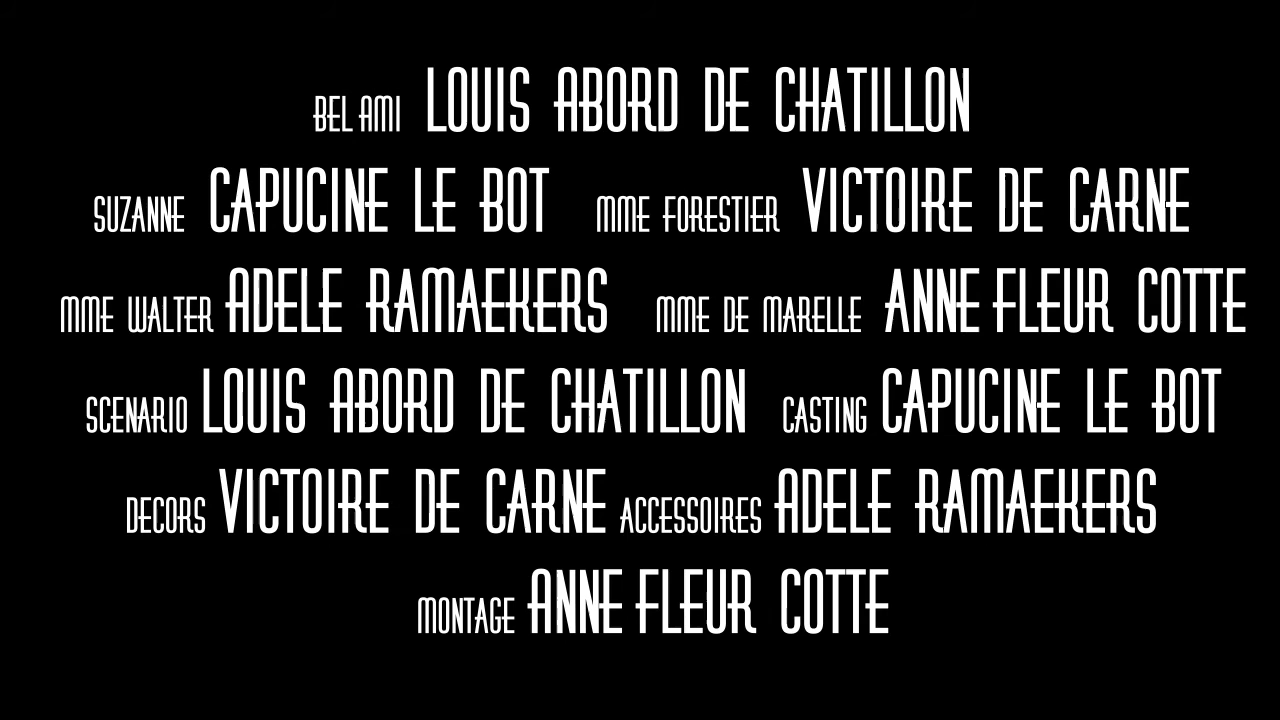 BEL AMI LOUIS ABORD DE CHATILLON
SUZANNE CAPUCINE LE BOT MME FORESTIER VICTOIRE DE CARNE
MME WALTER ADELE RAMAEKERS MME DE MARELLE ANNE FLEUR COTTE
SCENARIO LOUIS ABORD DE CHATILLON CASTING CAPUCINE LE BOT
DECORS VICTOIRE DE CARNE ACCESSOIRES ADELE RAMAEKERS
MONTAGE ANNE FLEUR COTTE